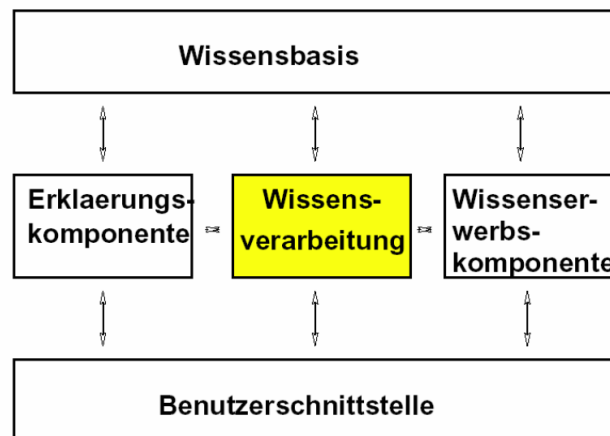 Wissensbasis
Erklaerungs-
komponente
Wissens-
verarbeitung
Wissenser-
werbs-
komponente
Benutzerschnittstelle